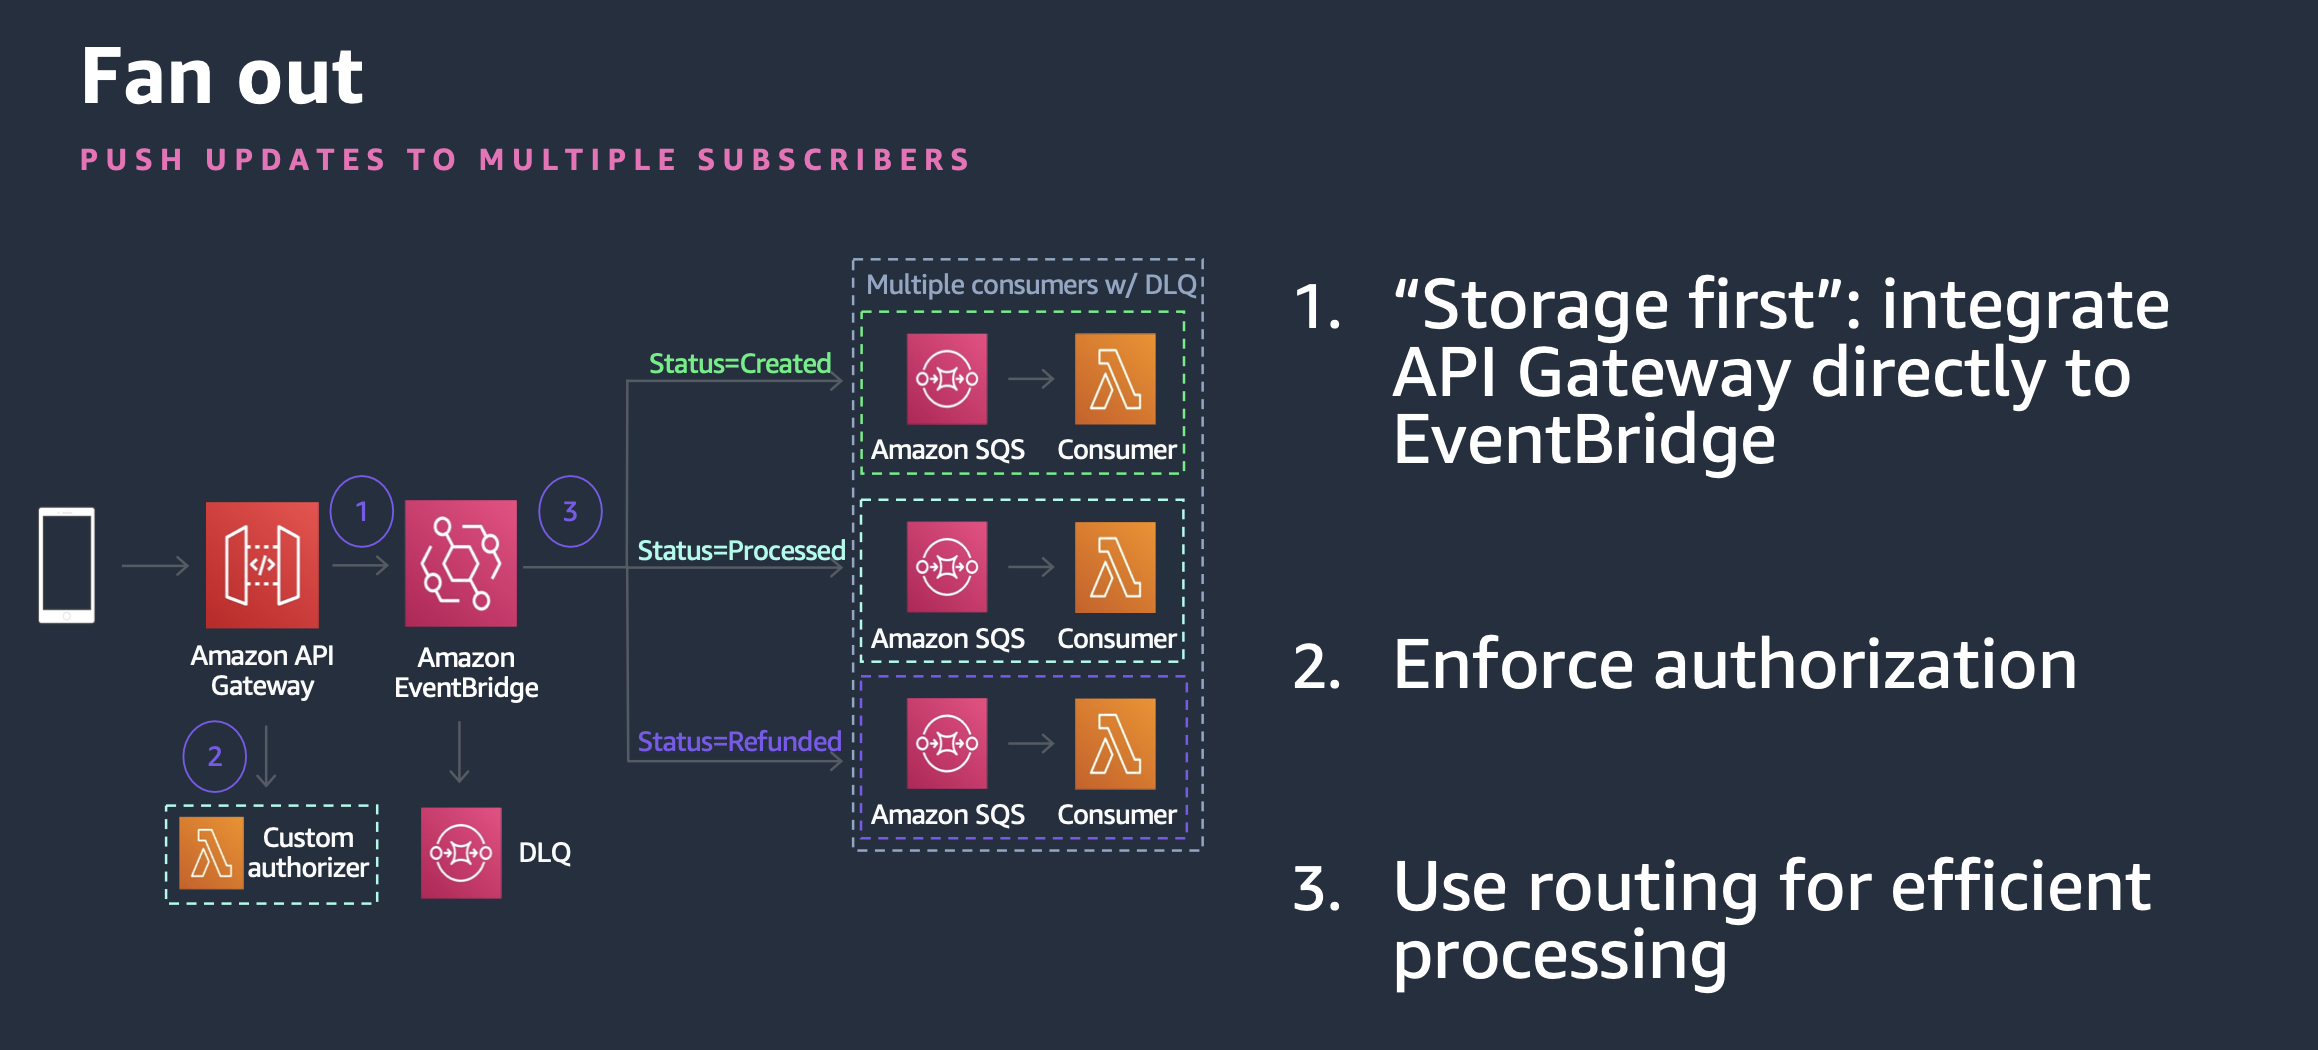 Fan out
PUSH UPDATES TO MULTIPLE SUBSCRIBERS
Multiple consumers w/ DLQ
Status=Created
Amazon SQS
Consumer
1
3
Status=Processed
Amazon SQS
Consumer
Amazon API
Gateway
Amazon
EventBridge
Status=Refunded
Amazon SQS
Consumer
2
Custom
authorizer
DLQ
1. “Storage first”: integrate
API Gateway directly to
EventBridge
2. Enforce authorization
3. Use routing for efficient
processing